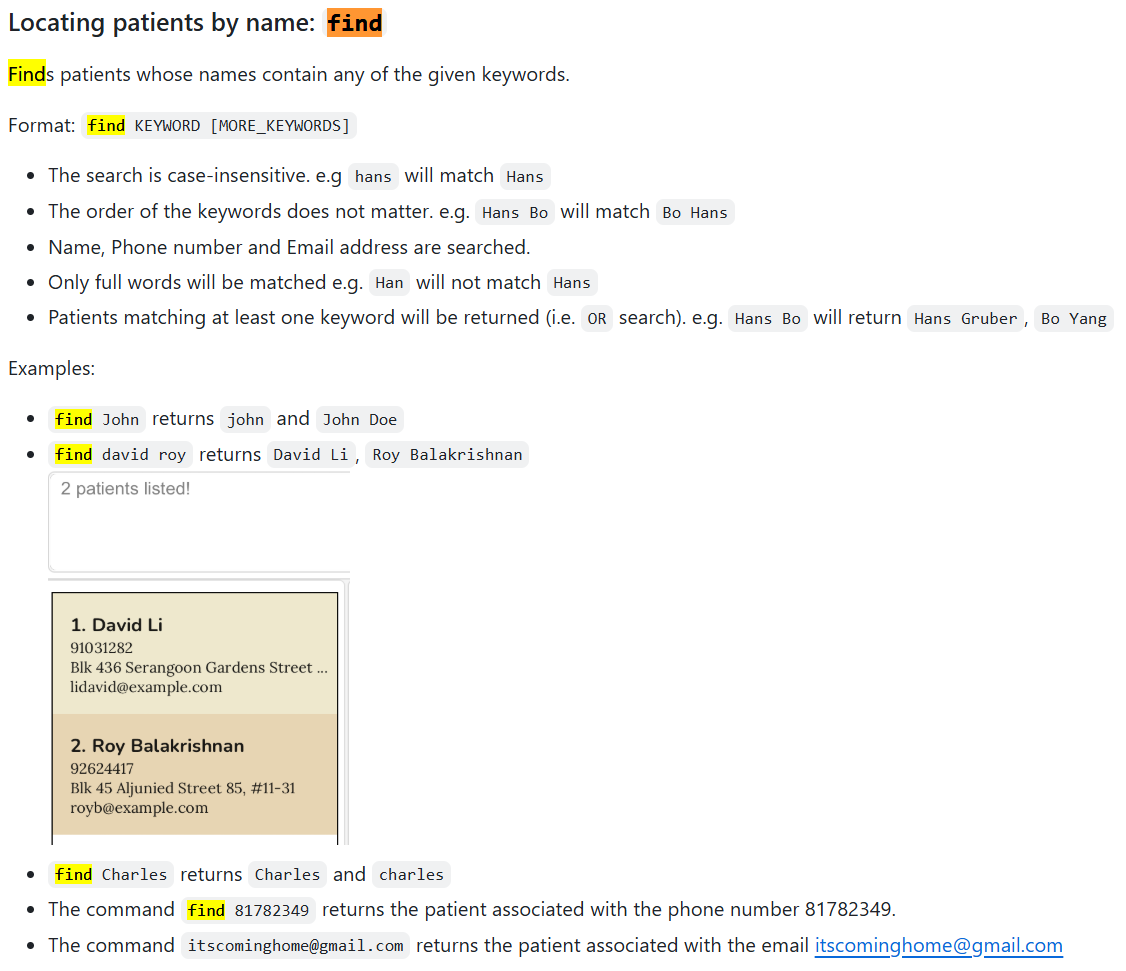 Locating patients by name: find
Finds patients whose names contain any of the given keywords.
Format: find KEYWORD [MORE_KEYWORDS]
• The search is case-insensitive. e.g hans will match Hans
• The order of the keywords does not matter. e.g. Hans Bo will match Bo Hans
• Name, Phone number and Email address are searched.
• Only full words will be matched e.g. Han will not match Hans
• Patients matching at least one keyword will be returned (i.e. OR search). e.g. Hans Bo will return Hans Gruber, Bo Yang
Examples:
• find John returns john and John Doe
• find david roy returns David Li, Roy Balakrishnan
2 patients listed!
1. David Li
91031282
Blk 436 Serangoon Gardens Street ...
lidavid@example.com
2. Roy Balakrishnan
92624417
Blk 45 Aljunied Street 85, #11-31
royb@example.com
• find Charles returns Charles and charles
• The command find 81782349 returns the patient associated with the phone number 81782349.
• The command itscominghome@gmail.com returns the patient associated with the email itscominghome@gmail.com